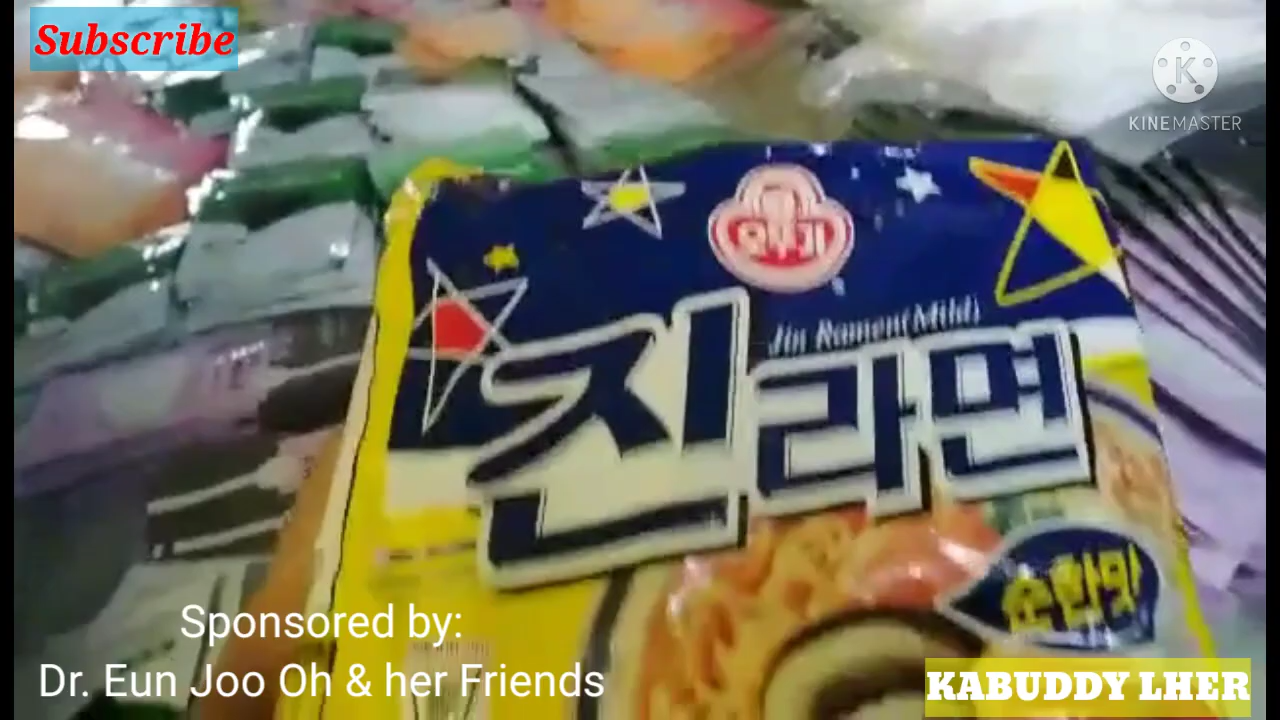 Subscribe
K
KINEMASTER
오뚜기
Jin Ramen(Mild)
진라면
순한맛
Sponsored by:
Dr. Eun Joo Oh & her Friends
KABUDDY LHER